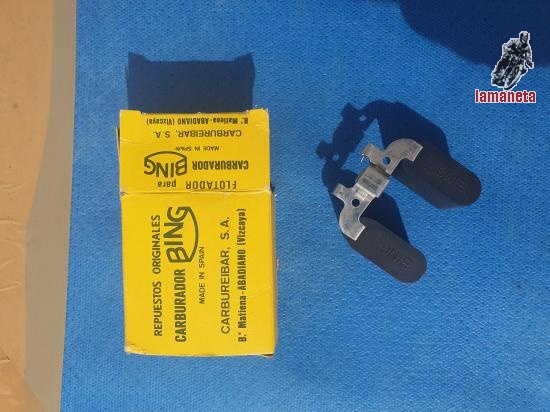 lamaneta
FLOTADOR para
CARBURADOR
BING
MADE IN SPAIN
CARBUREIBAR, S.A.
B.º Matiena-ABADIANO (Vizcaya)
REPUESTOS ORIGINALES
CARBURADOR BING
MADE IN SPAIN
CARBUREIBAR, S.A.
B.º Matiena-ABADIANO (Vizcaya)
BING
BING